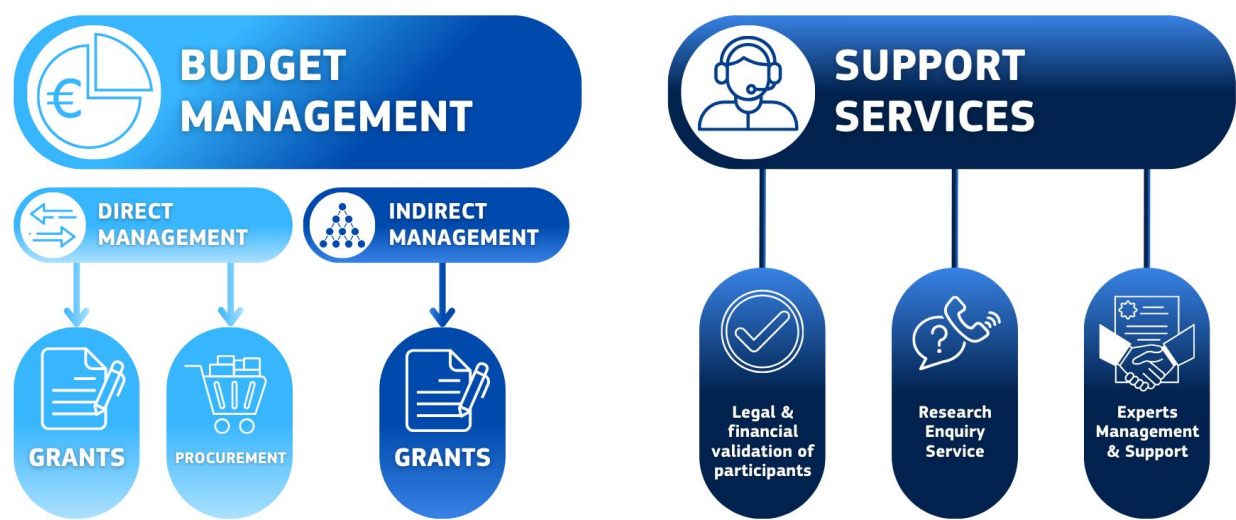 BUDGET
MANAGEMENT
€
DIRECT
MANAGEMENT
INDIRECT
MANAGEMENT
GRANTS
PROCUREMENT
GRANTS
SUPPORT
SERVICES
Legal &
financial
validation of
participants
?
Research
Enquiry
Service
Experts
Management
& Support